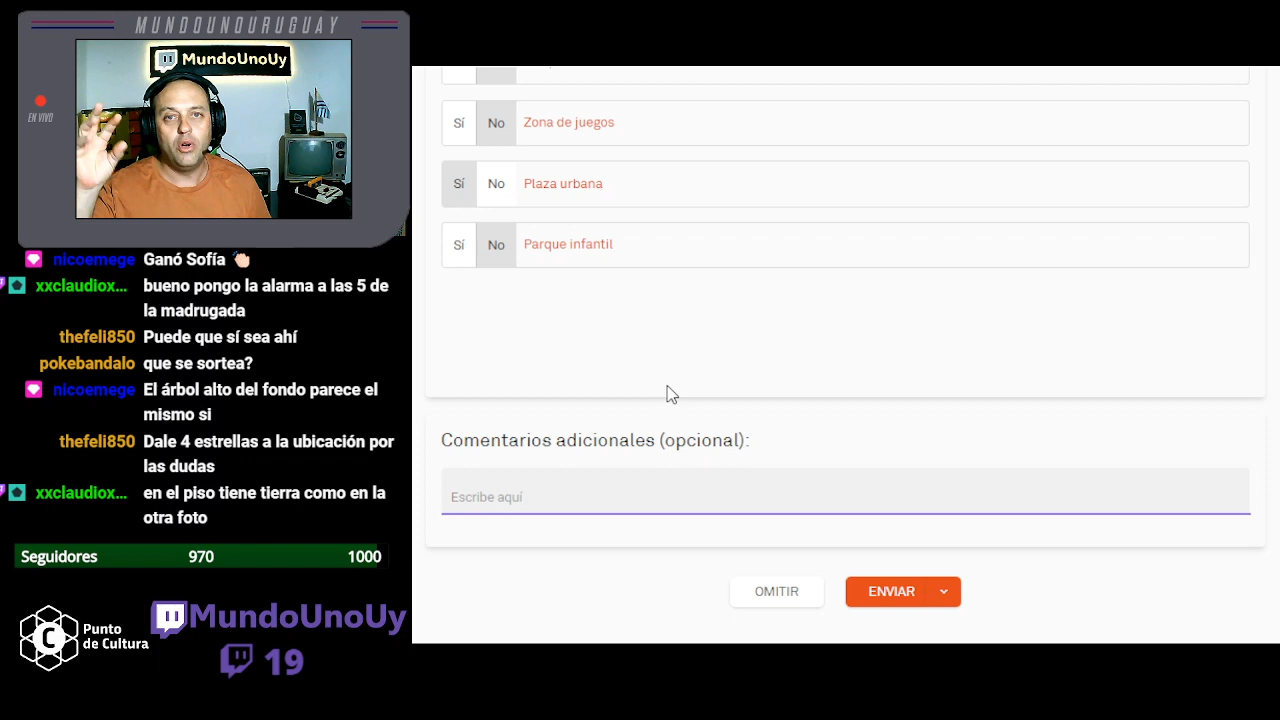 MUNDOUNOURUGUAY
MundoUnoUy
EN VIVO
nicoemege Ganó Sofía
xxclaudiox... bueno pongo la alarma a las 5 de
la madrugada
thefeli850 Puede que sí sea ahí
pokebandalo que se sortea?
nicoemege El árbol alto del fondo parece el
mismo si
thefeli850 Dale 4 estrellas a la ubicación por
las dudas
xxclaudiox... en el piso tiene tierra como en la
otra foto
Seguidores 970 1000
C Punto
de Cultura
MundoUnoUy
19
Sí No Zona de juegos
Sí No Plaza urbana
Sí No Parque infantil
Comentarios adicionales (opcional):
Escribe aquí
OMITIR ENVIAR